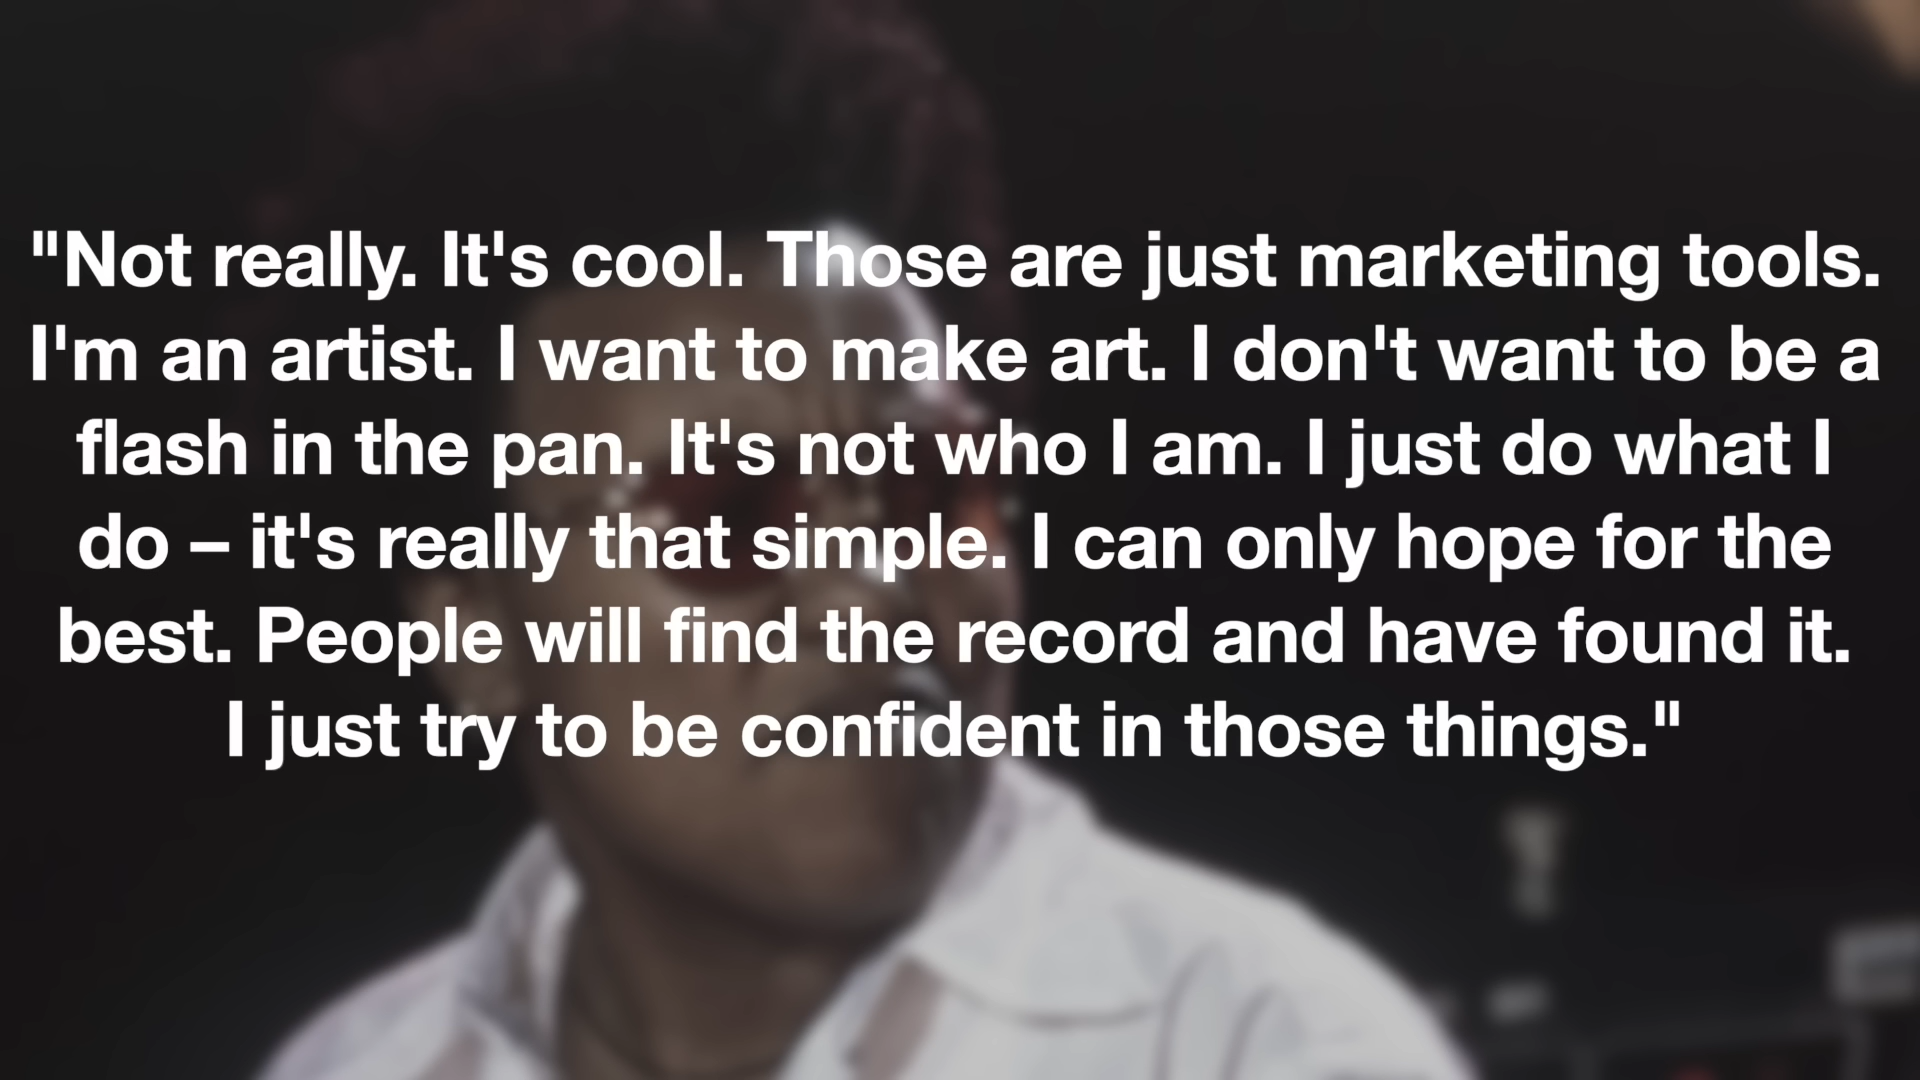 "Not really. It's cool. Those are just marketing tools.
I'm an artist. I want to make art. I don't want to be a
flash in the pan. It's not who I am. I just do what I
do – it's really that simple. I can only hope for the
best. People will find the record and have found it.
I just try to be confident in those things."